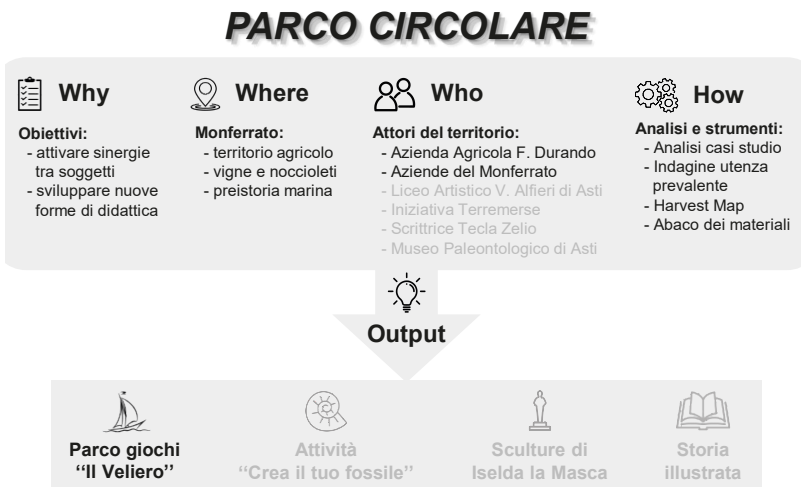 PARCO CIRCOLARE
Why
Obiettivi:
- attivare sinergie
tra soggetti
- sviluppare nuove
forme di didattica
Where
Monferrato:
- territorio agricolo
- vigne e noccioleti
- preistoria marina
Who
Attori del territorio:
- Azienda Agricola F. Durando
- Aziende del Monferrato
- Liceo Artistico V. Alfieri di Asti
- Iniziativa Terremerse
- Scrittrice Tecla Zelio
- Museo Paleontologico di Asti
How
Analisi e strumenti:
- Analisi casi studio
- Indagine utenza
prevalente
- Harvest Map
- Abaco dei materiali
Output
Parco giochi
“Il Veliero”
Attività
“Crea il tuo fossile”
Sculture di
Iselda la Masca
Storia
illustrata